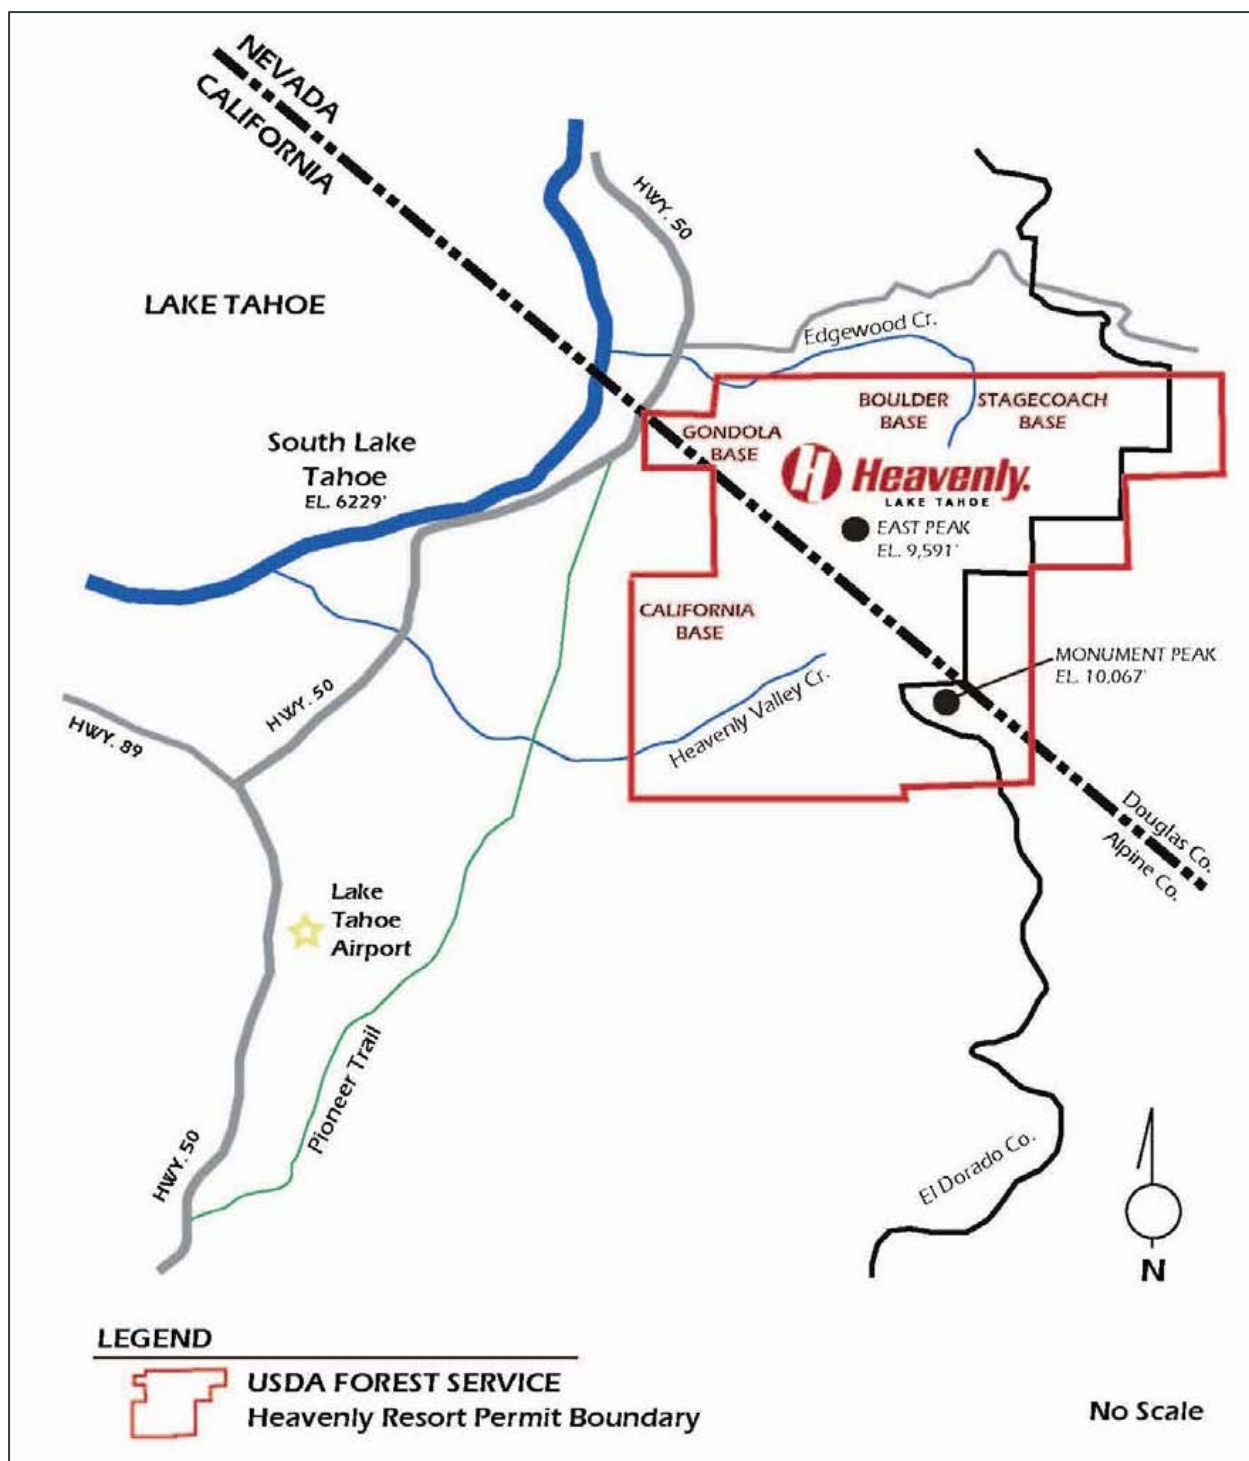 NEVADA
CALIFORNIA
HWY. 50
LAKE TAHOE
Edgewood Cr.
BOULDER
BASE
STAGECOACH
BASE
GONDOLA
BASE
South Lake
Tahoe
EL. 6229'
H
Heavenly.
LAKE TAHOE
EAST PEAK
EL. 9,591'
CALIFORNIA
BASE
MONUMENT PEAK
EL. 10,067'
Heavenly Valley Cr.
HWY. 50
HWY. 89
Douglas Co.
Alpine Co.
Lake
Tahoe
Airport
Pioneer Trail
HWY. 50
El Dorado Co.
N
LEGEND
USDA FOREST SERVICE
Heavenly Resort Permit Boundary
No Scale